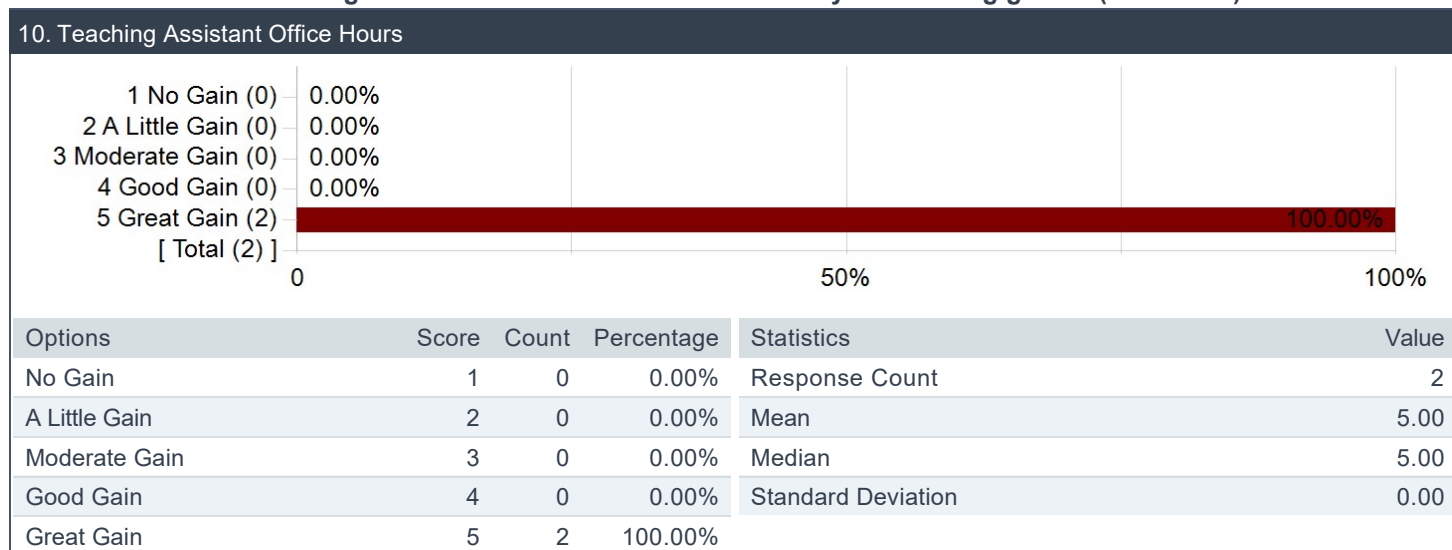 10. Teaching Assistant Office Hours
1 No Gain (0) 0.00%
2 A Little Gain (0) 0.00%
3 Moderate Gain (0) 0.00%
4 Good Gain (0) 0.00%
5 Great Gain (2) 100.00%
[ Total (2) ]
0 50% 100%
Options Score Count Percentage Statistics Value
No Gain 1 0 0.00% Response Count 2
A Little Gain 2 0 0.00% Mean 5.00
Moderate Gain 3 0 0.00% Median 5.00
Good Gain 4 0 0.00% Standard Deviation 0.00
Great Gain 5 2 100.00%